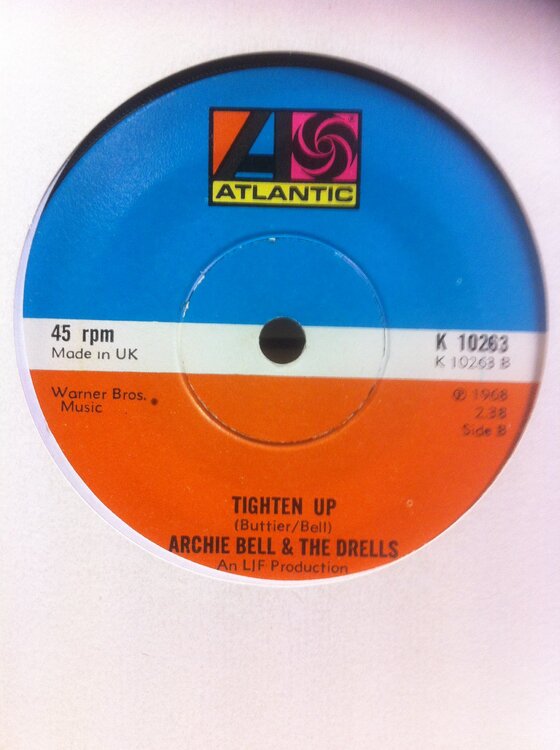 ATLANTIC
45 rpm
Made in UK
K 10263
K 10263 B
Warner Bros.
Music
℗ 1968
2.38
Side B
TIGHTEN UP
(Buttier/Bell)
ARCHIE BELL & THE DRELLS
An LJF Production